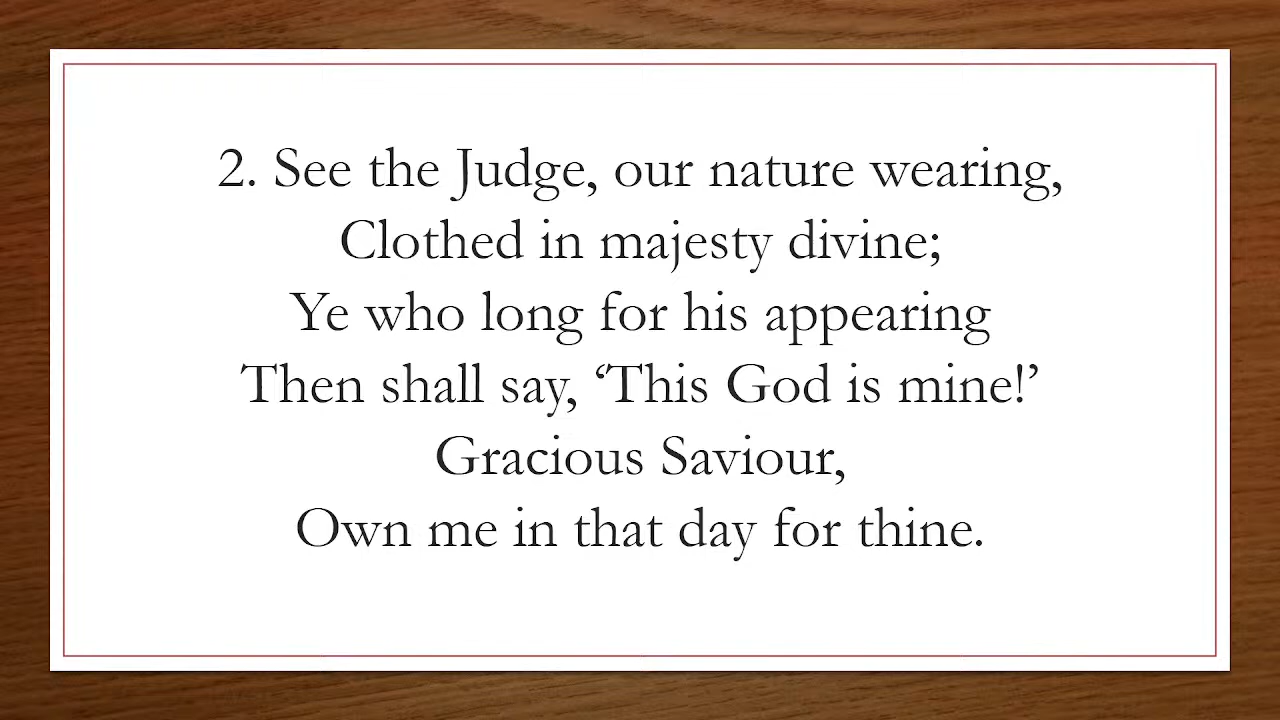 2. See the Judge, our nature wearing,
Clothed in majesty divine;
Ye who long for his appearing
Then shall say, ‘This God is mine!’
Gracious Saviour,
Own me in that day for thine.